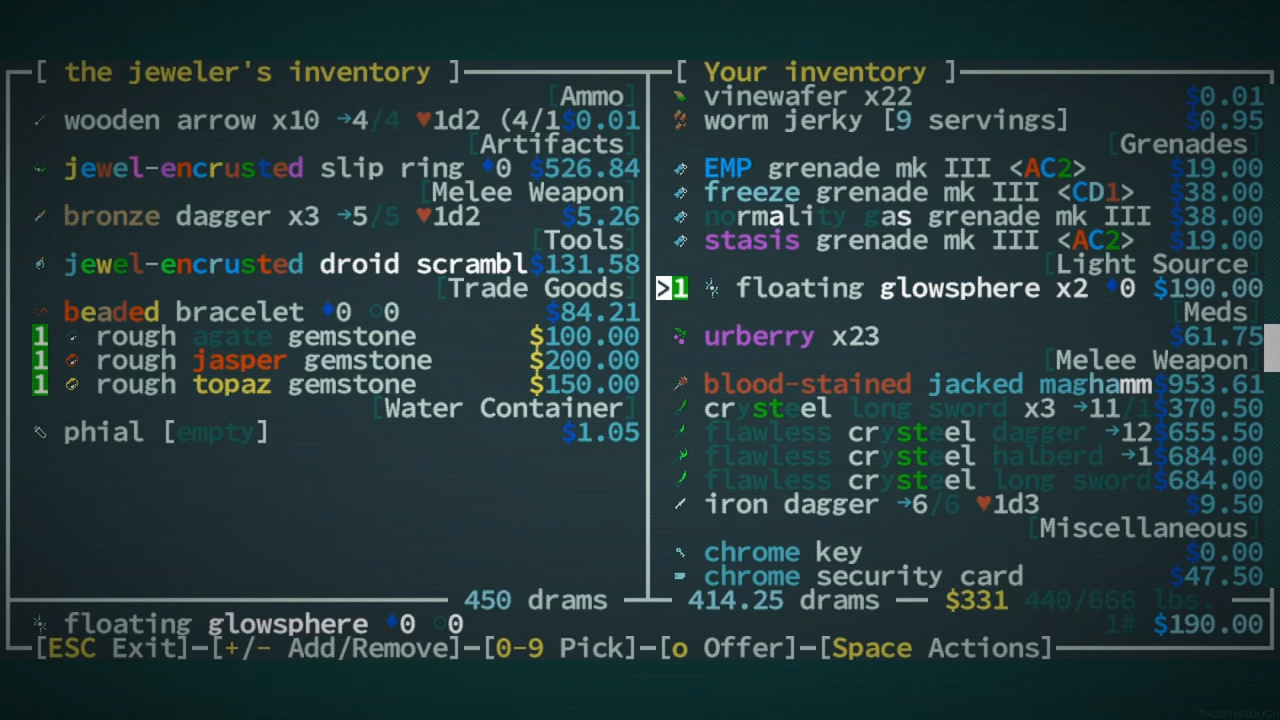 [ the jeweler's inventory ]
[Ammo]
wooden arrow x10 →4/4 ♥1d2 (4/1$0.01
[Artifacts]
jewel-encrusted slip ring ♦0 $526.84
[Melee Weapon]
bronze dagger x3 →5/5 ♥1d2 $5.26
[Tools]
jewel-encrusted droid scrambl$131.58
[Trade Goods]
beaded bracelet ♦0 ○0 $84.21
1 rough agate gemstone $100.00
1 rough jasper gemstone $200.00
1 rough topaz gemstone $150.00
[Water Container]
phial [empty] $1.05
[ Your inventory ]
vinewafer x22 $0.01
worm jerky [9 servings] $0.95
[Grenades]
EMP grenade mk III <AC2> $19.00
freeze grenade mk III <CD1> $38.00
normality gas grenade mk III $38.00
stasis grenade mk III <AC2> $19.00
[Light Source]
>1 floating glowsphere x2 ♦0 $190.00
[Meds]
urberry x23 $61.75
[Melee Weapon]
blood-stained jacked maghamm$953.61
crysteel long sword x3 →11/1$370.50
flawless crysteel dagger →12$655.50
flawless crysteel halberd →1$684.00
flawless crysteel long sword$684.00
iron dagger →6/6 ♥1d3 $9.50
[Miscellaneous]
chrome key $0.00
chrome security card $47.50
450 drams 414.25 drams $331 440/666 lbs.
floating glowsphere ♦0 ○0 1# $190.00
[ESC Exit]–[+/- Add/Remove]–[0-9 Pick]–[o Offer]–[Space Actions]